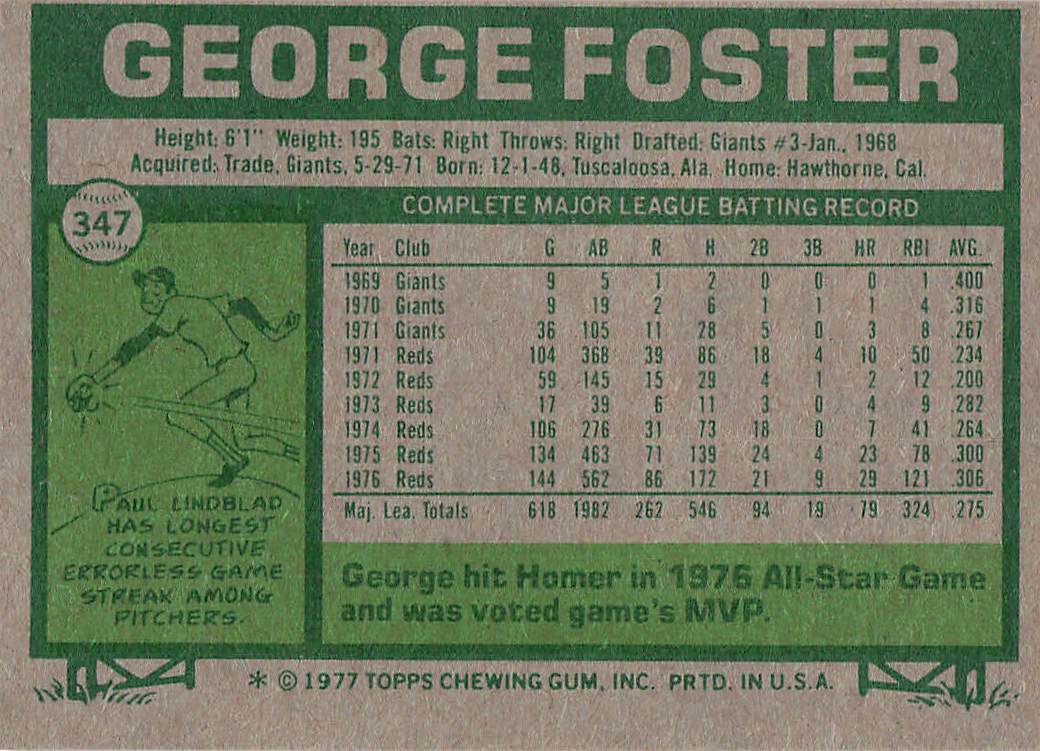 GEORGE FOSTER
Height: 6'1" Weight: 195 Bats: Right Throws: Right Drafted: Giants #3-Jan., 1968
Acquired: Trade, Giants, 5-29-71 Born: 12-1-48, Tuscaloosa, Ala. Home: Hawthorne, Cal.
347
COMPLETE MAJOR LEAGUE BATTING RECORD
Year Club G AB R H 2B 3B HR RBI AVG.
1969 Giants 9 5 1 2 0 0 0 1 .400
1970 Giants 9 19 2 6 1 1 1 4 .316
1971 Giants 36 105 11 28 5 0 3 8 .267
1971 Reds 104 368 39 86 18 4 10 50 .234
1972 Reds 59 145 15 29 4 1 2 12 .200
1973 Reds 17 39 6 11 3 0 4 9 .282
1974 Reds 106 276 31 73 18 0 7 41 .264
1975 Reds 134 463 71 139 24 4 23 78 .300
1976 Reds 144 562 86 172 21 9 29 121 .306
Maj. Lea. Totals 618 1982 262 546 94 19 79 324 .275
PAUL LINDBLAD
HAS LONGEST
CONSECUTIVE
ERRORLESS GAME
STREAK AMONG
PITCHERS.
George hit Homer in 1976 All-Star Game
and was voted game's MVP.
* © 1977 TOPPS CHEWING GUM, INC. PRTD. IN U.S.A.